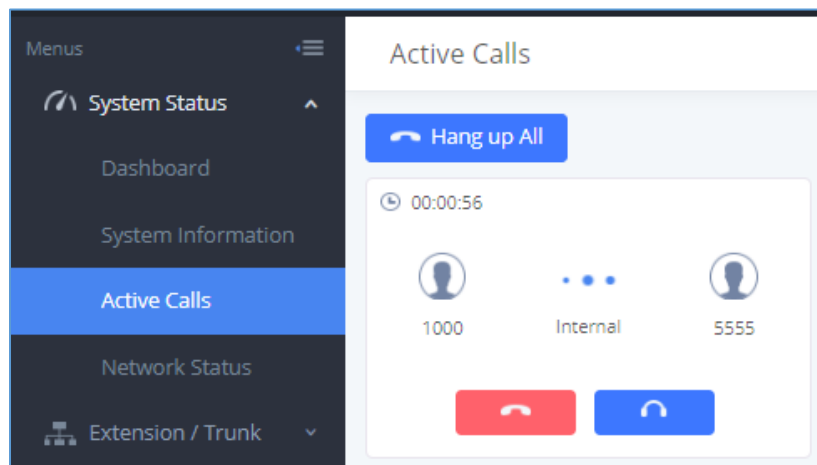 Menus
System Status
Dashboard
System Information
Active Calls
Network Status
Extension / Trunk
Active Calls
Hang up All
00:00:56
1000 Internal 5555